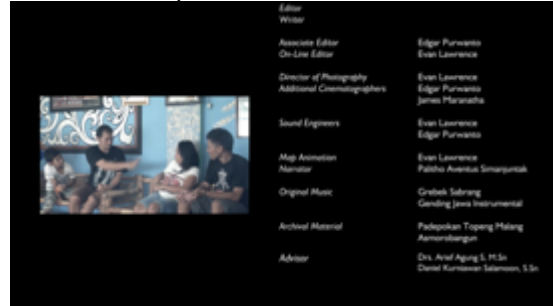 Editor
Writer
Associate Editor Edgar Purwanto
On-Line Editor Evan Lawrence
Director of Photography Evan Lawrence
Additional Cinematographers Edgar Purwanto
James Maranatha
Sound Engineers Evan Lawrence
Edgar Purwanto
Map Animation Evan Lawrence
Narrator Palitho Aventus Simanjuntak
Original Music Grebek Sabrang
Gending Jawa Instrumental
Archival Material Padepokan Topeng Malang
Asmorobangun
Advisor Drs. Arief Agung S. M.Sn
Daniel Kurniawan Salamoon, S.Sn